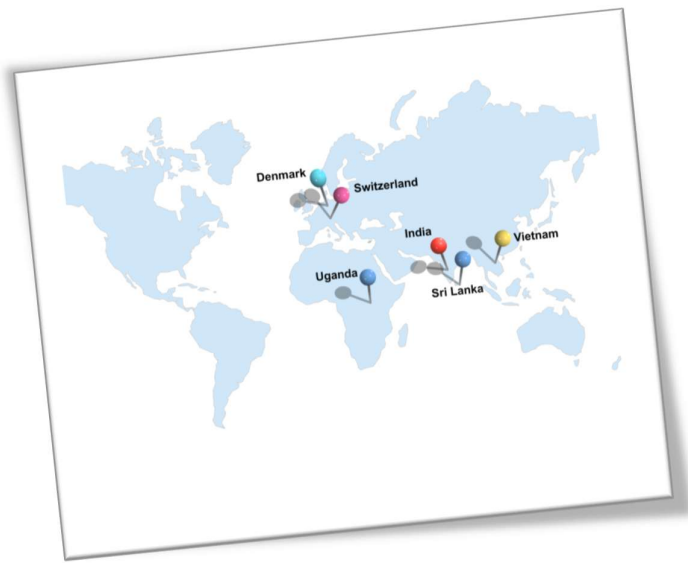 Denmark
Switzerland
India
Vietnam
Uganda
Sri Lanka